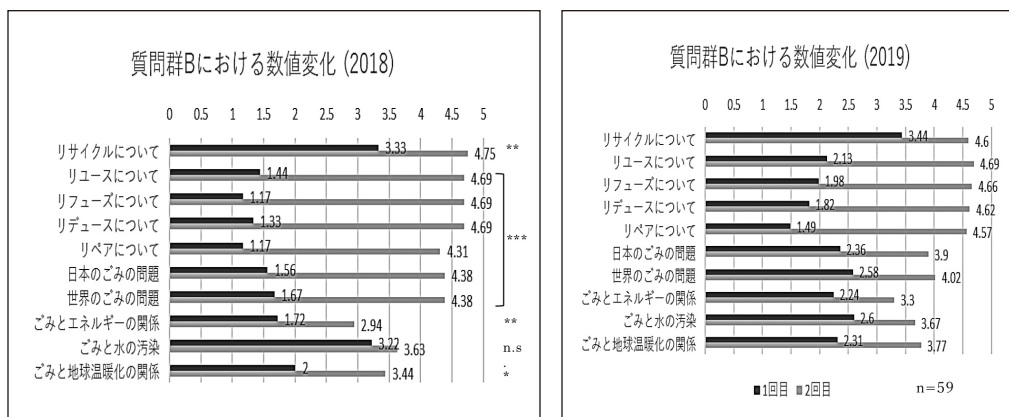 質問群Bにおける数値変化 (2018)
0 0.5 1 1.5 2 2.5 3 3.5 4 4.5 5
リサイクルについて 3.33 4.75 **
リユースについて 1.44 4.69
リフューズについて 1.17 4.69
リデュースについて 1.33 4.69 ***
リペアについて 1.17 4.31
日本のごみの問題 1.56 4.38
世界のごみの問題 1.67 4.38
ごみとエネルギーの関係 1.72 2.94 **
ごみと水の汚染 3.22 3.63 n.s.
ごみと地球温暖化の関係 2 3.44 *
質問群Bにおける数値変化 (2019)
0 0.5 1 1.5 2 2.5 3 3.5 4 4.5 5
リサイクルについて 3.44 4.6
リユースについて 2.13 4.69
リフューズについて 1.98 4.66
リデュースについて 1.82 4.62
リペアについて 1.49 4.57
日本のごみの問題 2.36 3.9
世界のごみの問題 2.58 4.02
ごみとエネルギーの関係 2.24 3.3
ごみと水の汚染 2.6 3.67
ごみと地球温暖化の関係 2.31 3.77
1回目 2回目 n=59